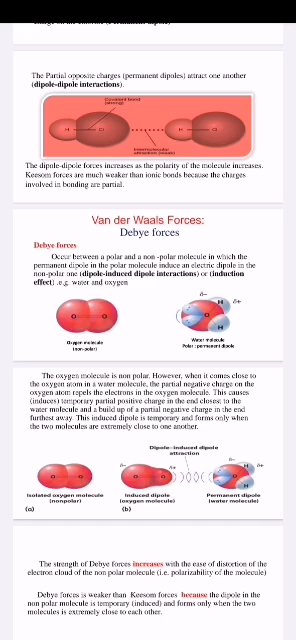 The Partial opposite charges (permanent dipoles) attract one another
(dipole-dipole interactions).
Covalent bond
(strong)
H
Cl
H
Cl
Intermolecular
attraction (weak)
The dipole-dipole forces increases as the polarity of the molecule increases.
Keesom forces are much weaker than ionic bonds because the charges
involved in bonding are partial.
Van der Waals Forces:
Debye forces
Debye forces
Occur between a polar and a non -polar molecule in which the
permanent dipole in the polar molecule induce an electric dipole in the
non-polar one (dipole-induced dipole interactions) or (induction
effect) .e.g. water and oxygen
δ−
H
δ+
O
O
O
H
Oxygen molecule
(non-polar)
Water molecule
Polar : permanent dipole
The oxygen molecule is non polar. However, when it comes close to
the oxygen atom in a water molecule, the partial negative charge on the
oxygen atom repels the electrons in the oxygen molecule. This causes
(induces) temporary partial positive charge in the end closest to the
water molecule and a build up of a partial negative charge in the end
furthest away This induced dipole is temporary and forms only when
the two molecules are extremely close to one another.
Dipole–induced dipole
attraction
δ−
δ−
δ+
H
δ+
O
O
O
O
O
H
Isolated oxygen molecule
(nonpolar)
Induced dipole
(oxygen molecule)
Permanent dipole
(water molecule)
(a)
(b)
The strength of Debye forces increases with the ease of distortion of the
electron cloud of the non polar molecule (i.e. polarizability of the molecule)
Debye forces is weaker than Keesom forces because the dipole in the
non polar molecule is temporary (induced) and forms only when the two
molecules is extremely close to each other.